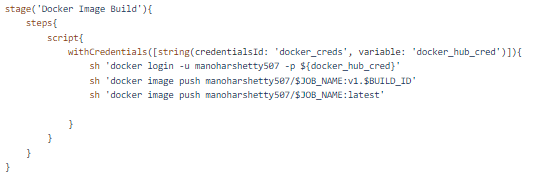 stage('Docker Image Build'){
steps{
script{
withCredentials([string(credentialsId: 'docker_creds', variable: 'docker_hub_cred')]){
sh 'docker login -u manoharshetty507 -p ${docker_hub_cred}'
sh 'docker image push manoharshetty507/$JOB_NAME:v1.$BUILD_ID'
sh 'docker image push manoharshetty507/$JOB_NAME:latest'
}
}
}
}